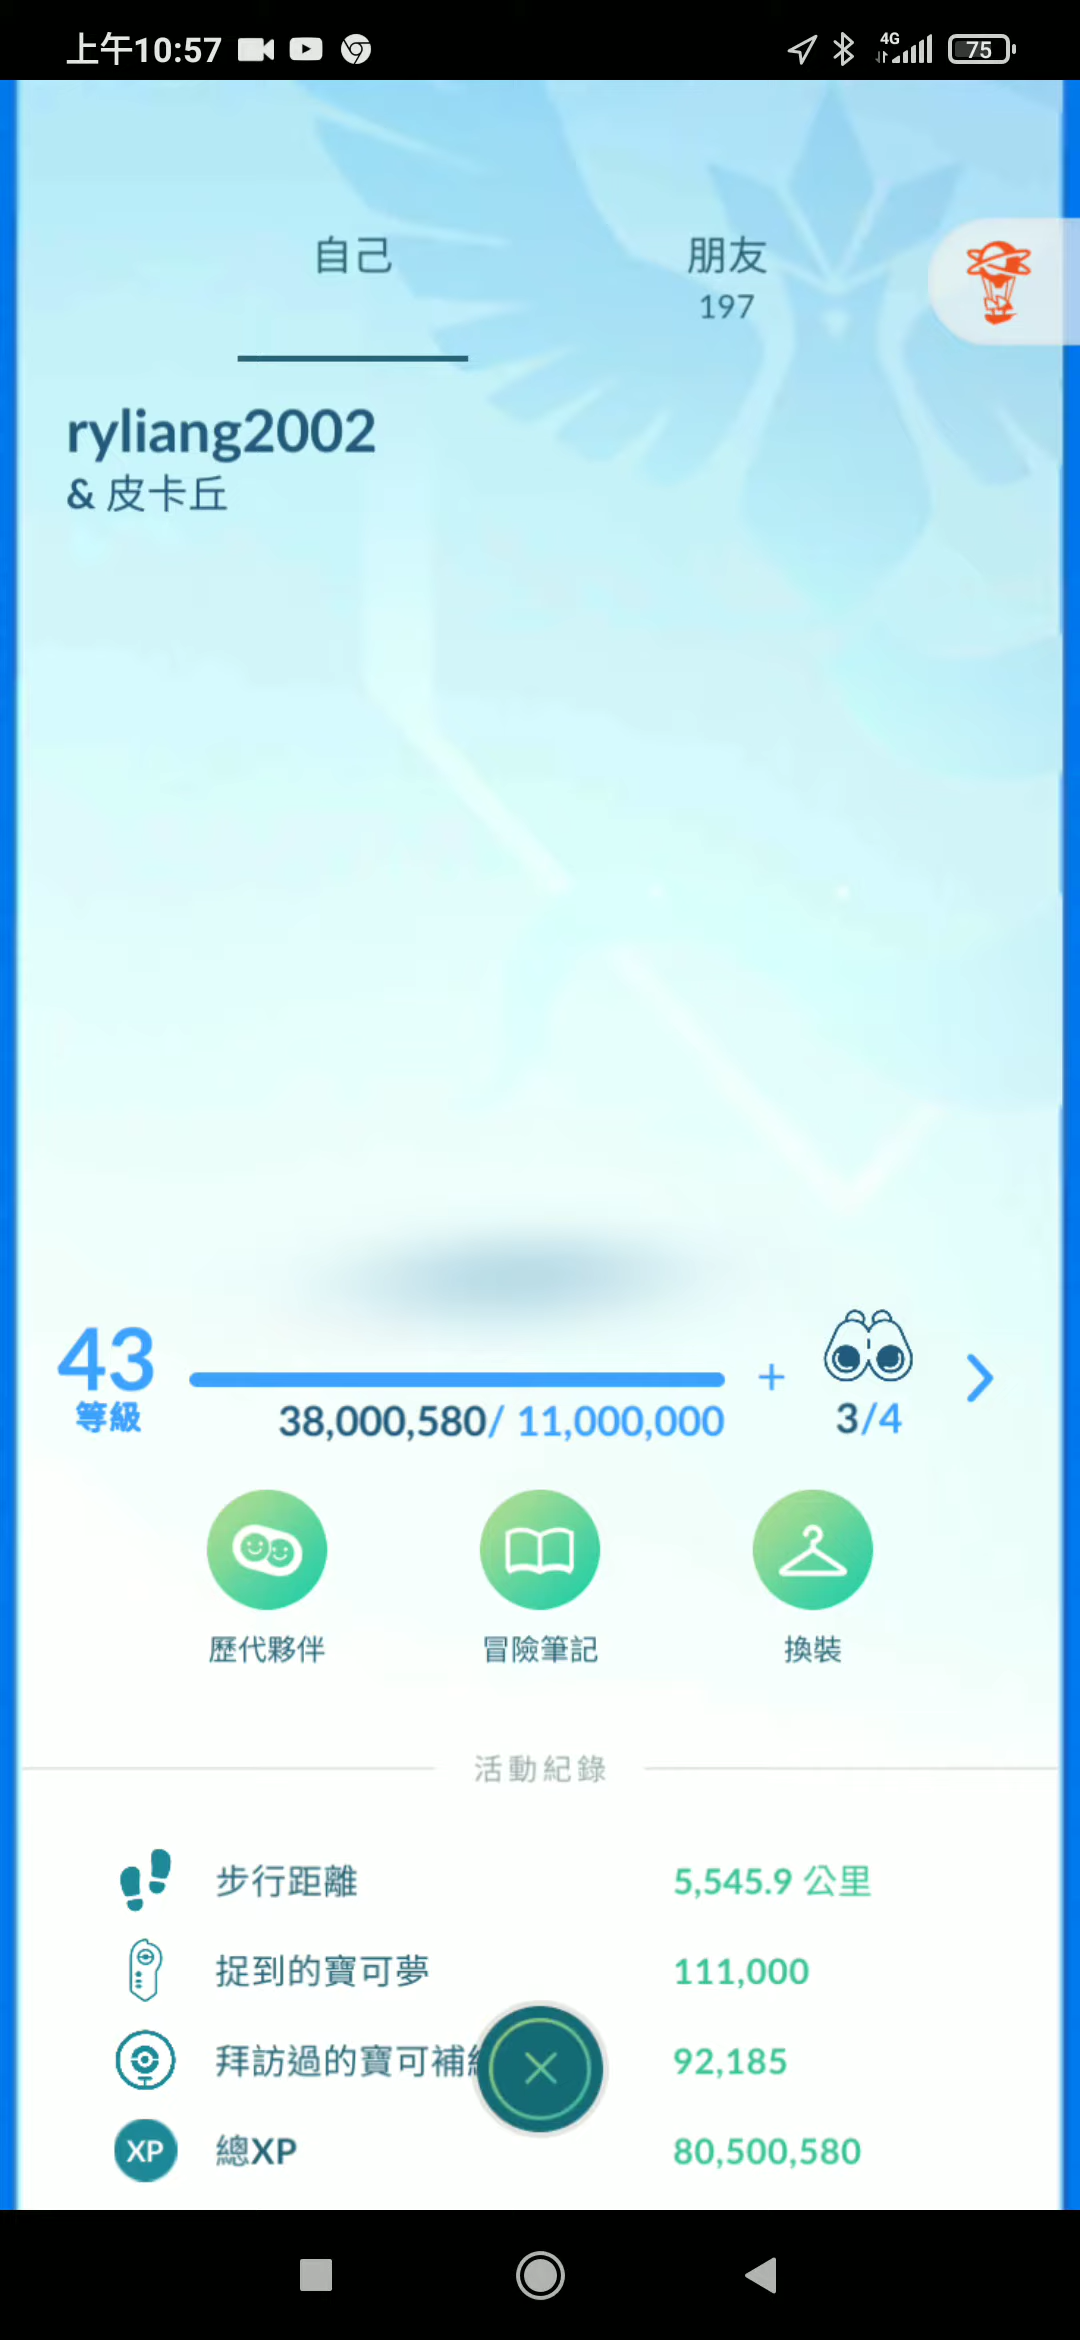 上午10:57
4G
75
自己
朋友
197
ryliang2002
& 皮卡丘
43
等級
38,000,580/ 11,000,000
+
3/4
歷代夥伴
冒險筆記
換裝
活動紀錄
步行距離 5,545.9 公里
捉到的寶可夢 111,000
拜訪過的寶可補 92,185
XP 總XP 80,500,580